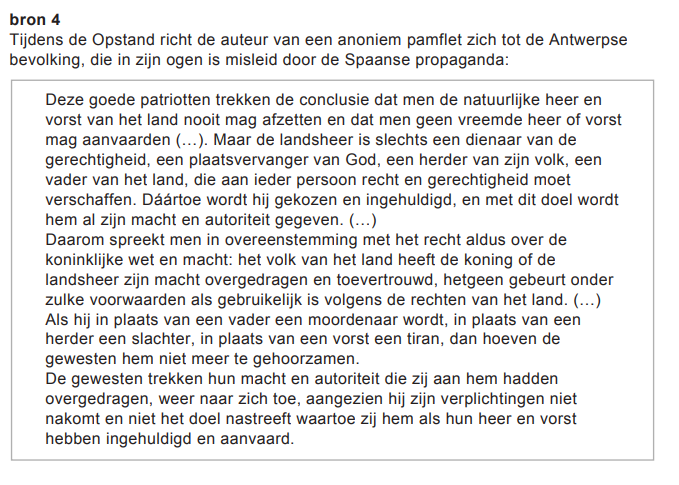 bron 4
Tijdens de Opstand richt de auteur van een anoniem pamflet zich tot de Antwerpse
bevolking, die in zijn ogen is misleid door de Spaanse propaganda:
Deze goede patriotten trekken de conclusie dat men de natuurlijke heer en
vorst van het land nooit mag afzetten en dat men geen vreemde heer of vorst
mag aanvaarden (…). Maar de landsheer is slechts een dienaar van de
gerechtigheid, een plaatsvervanger van God, een herder van zijn volk, een
vader van het land, die aan ieder persoon recht en gerechtigheid moet
verschaffen. Dáártoe wordt hij gekozen en ingehuldigd, en met dit doel wordt
hem al zijn macht en autoriteit gegeven. (…)
Daarom spreekt men in overeenstemming met het recht aldus over de
koninklijke wet en macht: het volk van het land heeft de koning of de
landsheer zijn macht overgedragen en toevertrouwd, hetgeen gebeurt onder
zulke voorwaarden als gebruikelijk is volgens de rechten van het land. (…)
Als hij in plaats van een vader een moordenaar wordt, in plaats van een
herder een slachter, in plaats van een vorst een tiran, dan hoeven de
gewesten hem niet meer te gehoorzamen.
De gewesten trekken hun macht en autoriteit die zij aan hem hadden
overgedragen, weer naar zich toe, aangezien hij zijn verplichtingen niet
nakomt en niet het doel nastreeft waartoe zij hem als hun heer en vorst
hebben ingehuldigd en aanvaard.